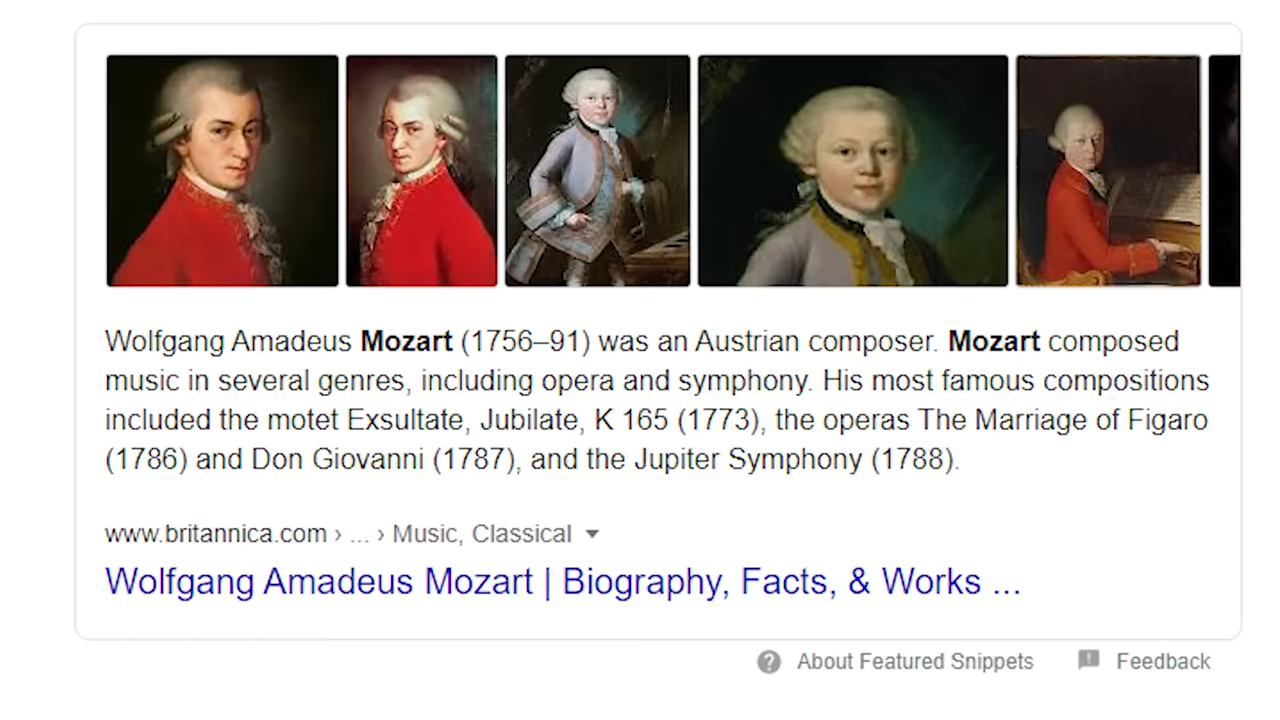 Wolfgang Amadeus Mozart (1756–91) was an Austrian composer. Mozart composed
music in several genres, including opera and symphony. His most famous compositions
included the motet Exsultate, Jubilate, K 165 (1773), the operas The Marriage of Figaro
(1786) and Don Giovanni (1787), and the Jupiter Symphony (1788).
www.britannica.com › ... › Music, Classical
Wolfgang Amadeus Mozart | Biography, Facts, & Works ...
About Featured Snippets Feedback